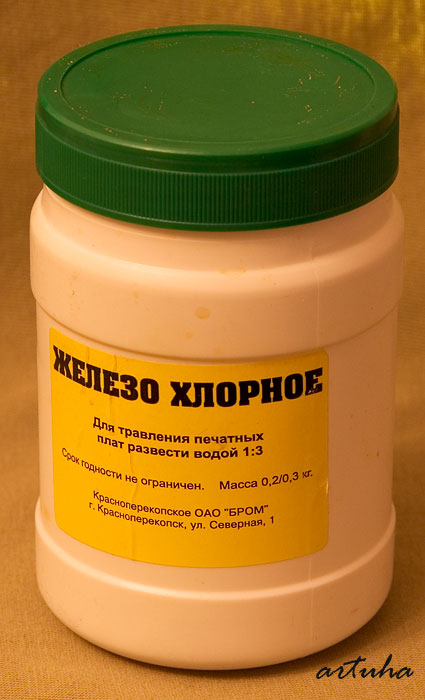 ЖЕЛЕЗО ХЛОРНОЕ
Для травления печатных
плат развести водой 1:3
Срок годности не ограничен. Масса 0,2/0,3 кг.
Красноперекопское ОАО "БРОМ"
г. Красноперекопск, ул. Северная, 1
artuha